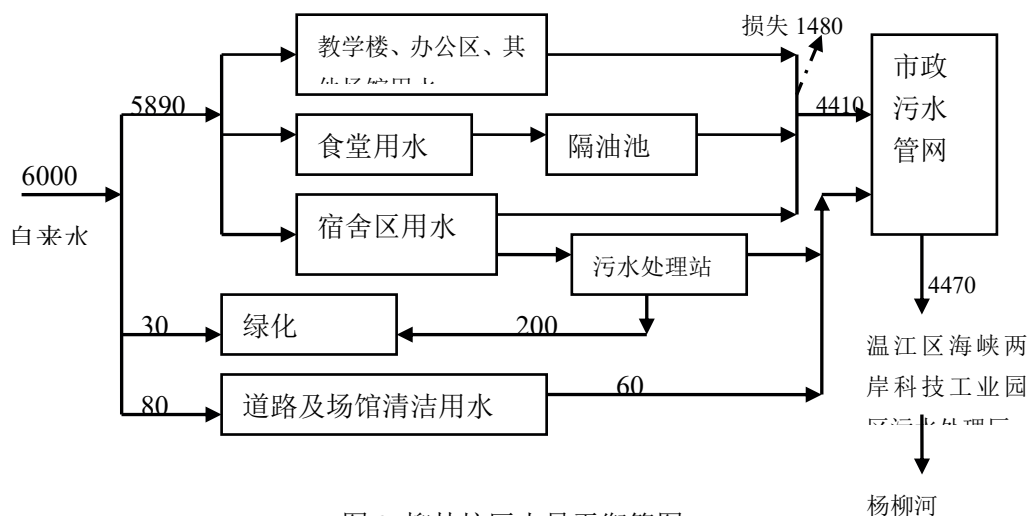 损失 1480
教学楼、办公区、其
市政
污水
管网
5890
4410
食堂用水
隔油池
6000
自来水
宿舍区用水
污水处理站
4470
30
绿化
200
温江区海峡两
岸科技工业园
80
道路及场馆清洁用水
60
杨柳河